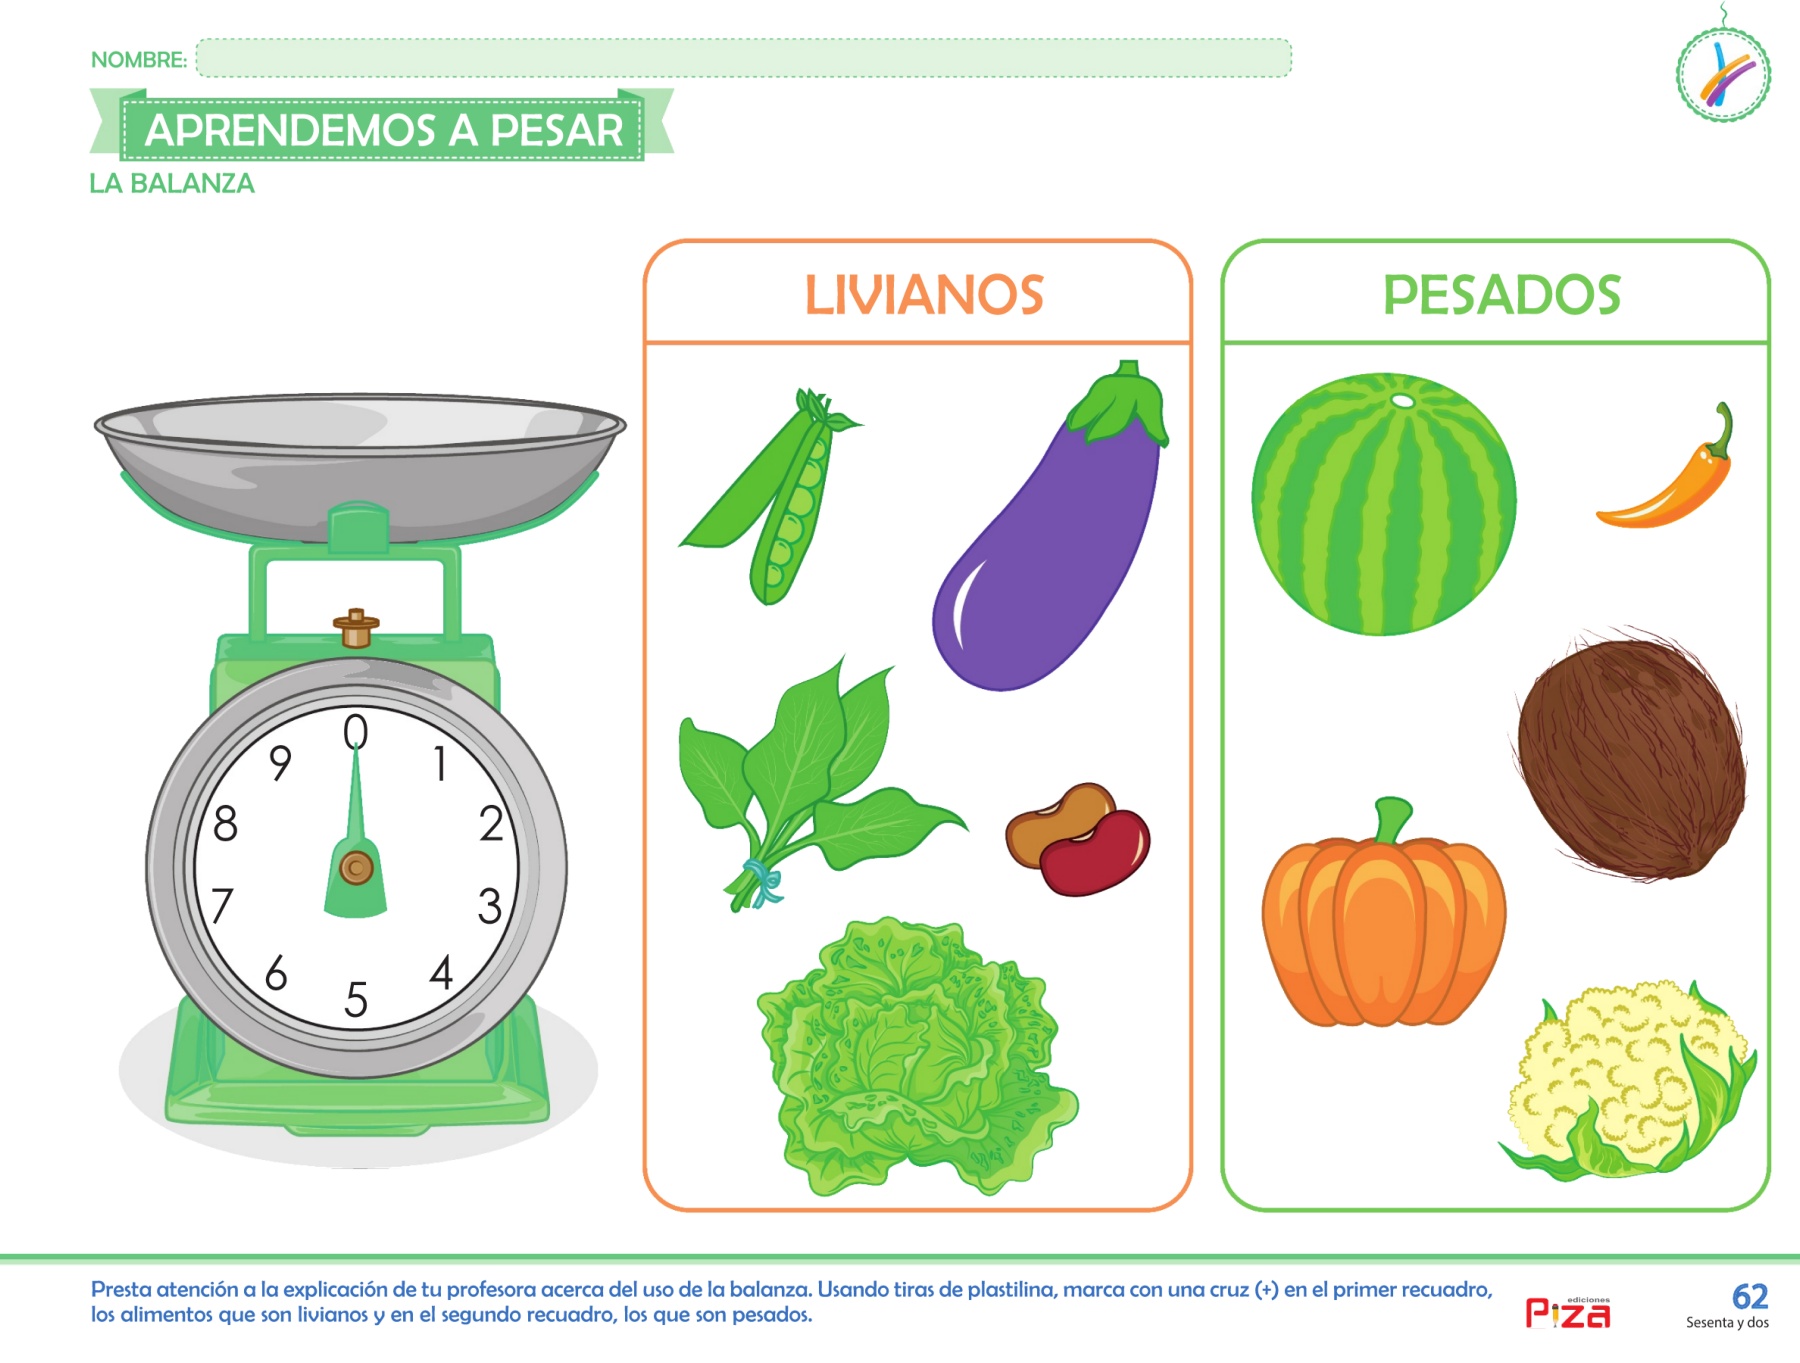 NOMBRE:
APRENDEMOS A PESAR
LA BALANZA
LIVIANOS
PESADOS
0
1
2
3
4
5
6
7
8
9
Presta atención a la explicación de tu profesora acerca del uso de la balanza. Usando tiras de plastilina, marca con una cruz (+) en el primer recuadro,
los alimentos que son livianos y en el segundo recuadro, los que son pesados.
ediciones
Piza
62
Sesenta y dos